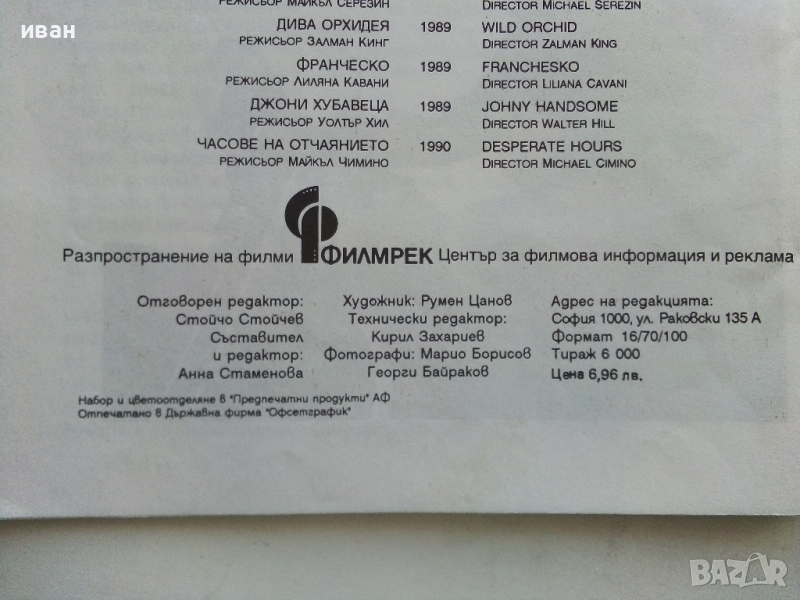 иван
РЕЖИСЬОР МАЙКЪЛ СЕРЕЗИН DIRECTOR MICHAEL SEREZIN
ДИВА ОРХИДЕЯ 1989 WILD ORCHID
РЕЖИСЬОР ЗАЛМАН КИНГ DIRECTOR ZALMAN KING
ФРАНЧЕСКО 1989 FRANCHESKO
РЕЖИСЬОР ЛИЛЯНА КАВАНИ DIRECTOR LILIANA CAVANI
ДЖОНИ ХУБАВЕЦА 1989 JOHNY HANDSOME
РЕЖИСЬОР УОЛТЪР ХИЛ DIRECTOR WALTER HILL
ЧАСОВЕ НА ОТЧАЯНИЕТО 1990 DESPERATE HOURS
РЕЖИСЬОР МАЙКЪЛ ЧИМИНО DIRECTOR MICHAEL CIMINO
Разпространение на филми ФИЛМРЕК Център за филмова информация и реклама
Отговорен редактор: Художник: Румен Цанов Адрес на редакцията:
Стойчо Стойчев Технически редактор: София 1000, ул. Раковски 135 А
Съставител Кирил Захариев Формат 16/70/100
и редактор: Фотографи: Марио Борисов Тираж 6 000
Анна Стаменова Георги Байраков Цена 6,96 лв.
Набор и цветоотделяне в "Предпечатни продукти" АФ
Отпечатано в Държавна фирма "Офсетграфик"
BAZAR